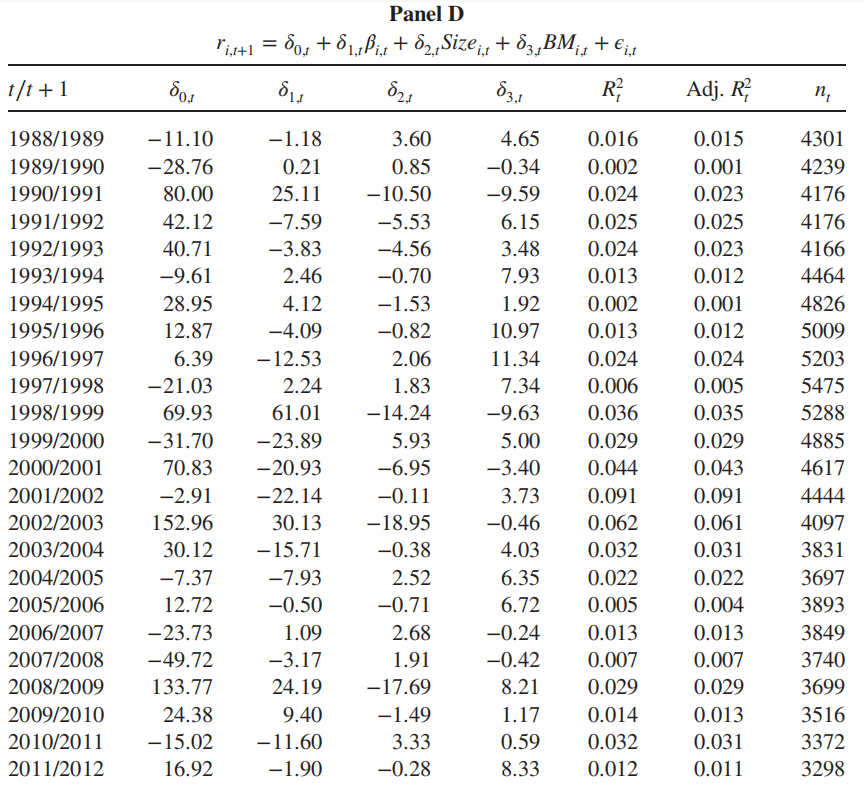 Panel D
r_{i,t+1} = δ_{0,t} + δ_{1,t}β_{i,t} + δ_{2,t}Size_{i,t} + δ_{3,t}BM_{i,t} + ϵ_{i,t}
t/t + 1 δ_{0,t} δ_{1,t} δ_{2,t} δ_{3,t} R²_t Adj. R²_t n_t
1988/1989 −11.10 −1.18 3.60 4.65 0.016 0.015 4301
1989/1990 −28.76 0.21 0.85 −0.34 0.002 0.001 4239
1990/1991 80.00 25.11 −10.50 −9.59 0.024 0.023 4176
1991/1992 42.12 −7.59 −5.53 6.15 0.025 0.025 4176
1992/1993 40.71 −3.83 −4.56 3.48 0.024 0.023 4166
1993/1994 −9.61 2.46 −0.70 7.93 0.013 0.012 4464
1994/1995 28.95 4.12 −1.53 1.92 0.002 0.001 4826
1995/1996 12.87 −4.09 −0.82 10.97 0.013 0.012 5009
1996/1997 6.39 −12.53 2.06 11.34 0.024 0.024 5203
1997/1998 −21.03 2.24 1.83 7.34 0.006 0.005 5475
1998/1999 69.93 61.01 −14.24 −9.63 0.036 0.035 5288
1999/2000 −31.70 −23.89 5.93 5.00 0.029 0.029 4885
2000/2001 70.83 −20.93 −6.95 −3.40 0.044 0.043 4617
2001/2002 −2.91 −22.14 −0.11 3.73 0.091 0.091 4444
2002/2003 152.96 30.13 −18.95 −0.46 0.062 0.061 4097
2003/2004 30.12 −15.71 −0.38 4.03 0.032 0.031 3831
2004/2005 −7.37 −7.93 2.52 6.35 0.022 0.022 3697
2005/2006 12.72 −0.50 −0.71 6.72 0.005 0.004 3893
2006/2007 −23.73 1.09 2.68 −0.24 0.013 0.013 3849
2007/2008 −49.72 −3.17 1.91 −0.42 0.007 0.007 3740
2008/2009 133.77 24.19 −17.69 8.21 0.029 0.029 3699
2009/2010 24.38 9.40 −1.49 1.17 0.014 0.013 3516
2010/2011 −15.02 −11.60 3.33 0.59 0.032 0.031 3372
2011/2012 16.92 −1.90 −0.28 8.33 0.012 0.011 3298